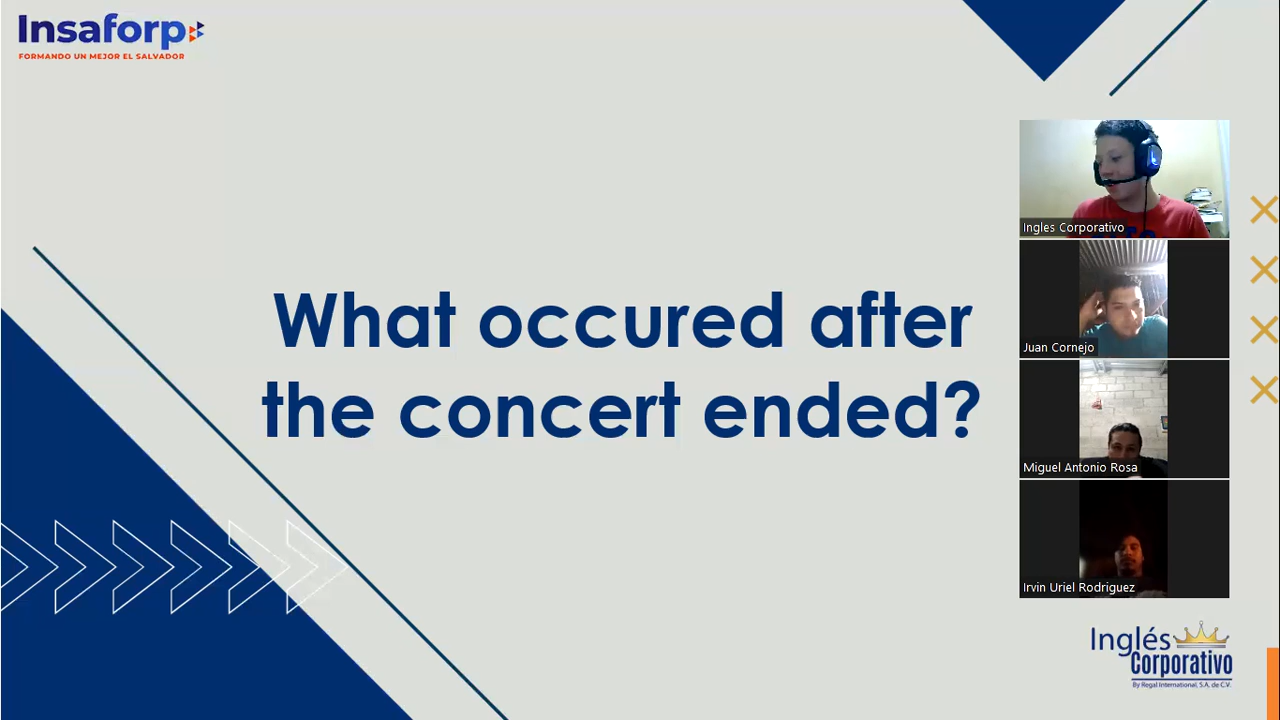 Insaforp
FORMANDO UN MEJOR EL SALVADOR
What occured after
the concert ended?
Ingles Corporativo
Juan Cornejo
Miguel Antonio Rosa
Irvin Uriel Rodriguez
Inglés
Corporativo
By Regal International, S.A. de C.V.